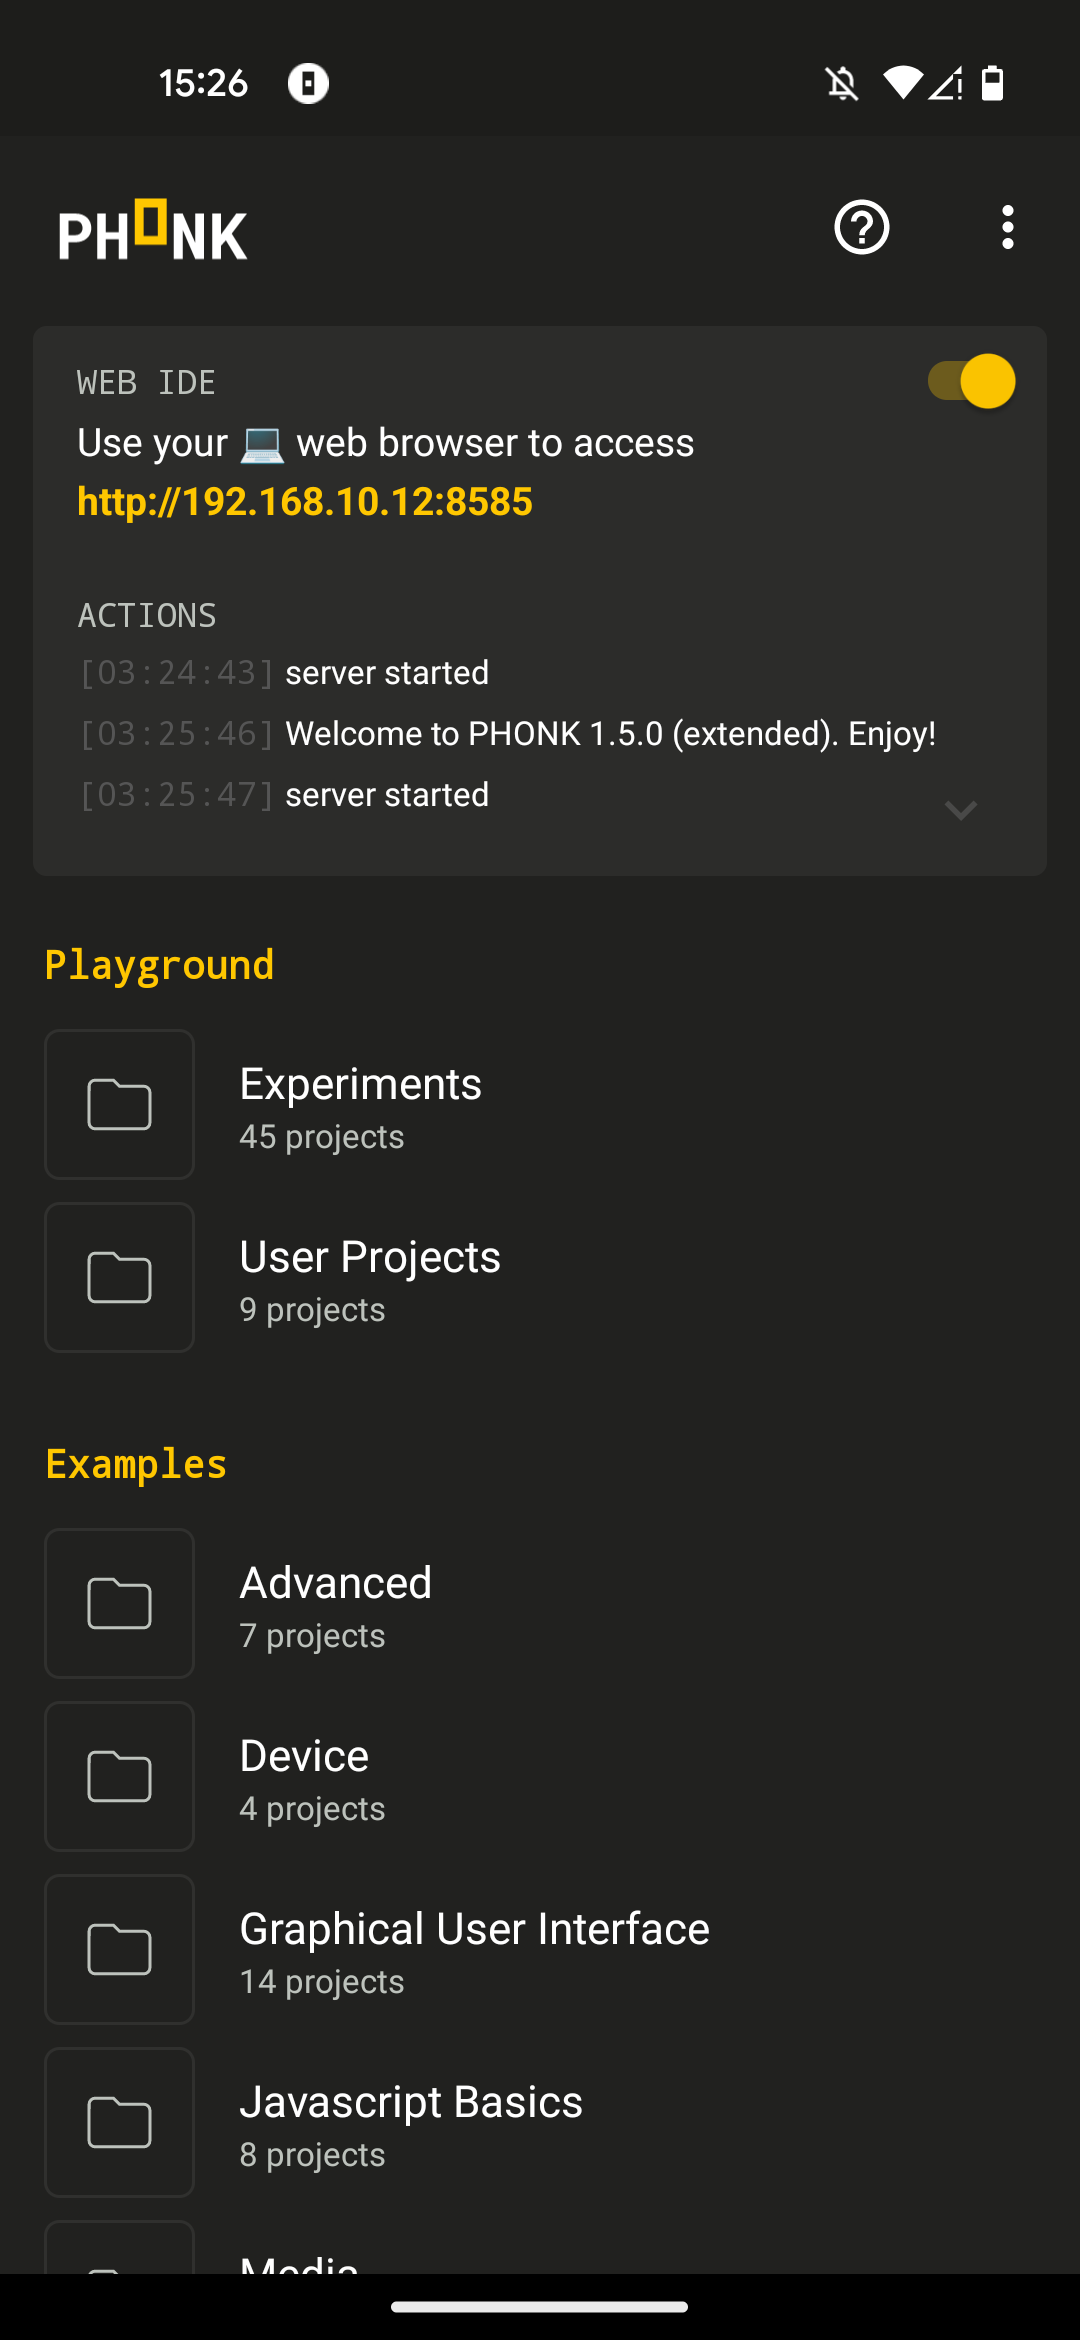 15:26
PHONK
WEB IDE
Use your 💻 web browser to access
http://192.168.10.12:8585
ACTIONS
[03:24:43] server started
[03:25:46] Welcome to PHONK 1.5.0 (extended). Enjoy!
[03:25:47] server started
Playground
Experiments
45 projects
User Projects
9 projects
Examples
Advanced
7 projects
Device
4 projects
Graphical User Interface
14 projects
Javascript Basics
8 projects
Media